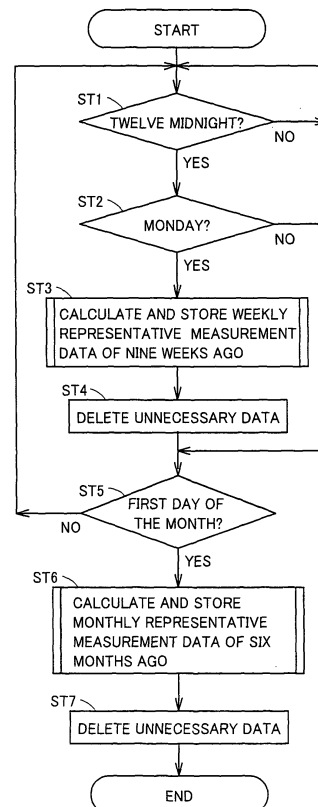 START
ST1
TWELVE MIDNIGHT?
NO
YES
ST2
MONDAY?
NO
YES
ST3
CALCULATE AND STORE WEEKLY
REPRESENTATIVE MEASUREMENT
DATA OF NINE WEEKS AGO
ST4
DELETE UNNECESSARY DATA
ST5
FIRST DAY OF
THE MONTH?
NO
YES
ST6
CALCULATE AND STORE
MONTHLY REPRESENTATIVE
MEASUREMENT DATA OF SIX
MONTHS AGO
ST7
DELETE UNNECESSARY DATA
END